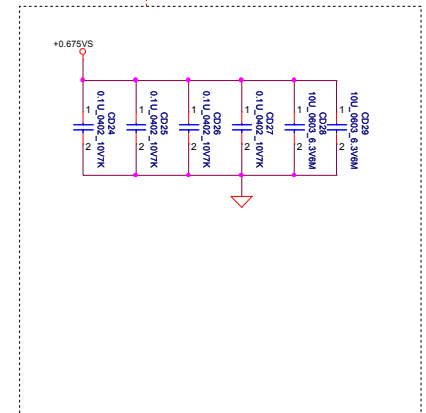 +0.675VS
1
2
CD24
0.1U_0402_10V7K
1
2
CD25
0.1U_0402_10V7K
1
2
CD26
0.1U_0402_10V7K
1
2
CD27
0.1U_0402_10V7K
1
2
CD28
10U_0603_6.3V6M
1
2
CD29
10U_0603_6.3V6M